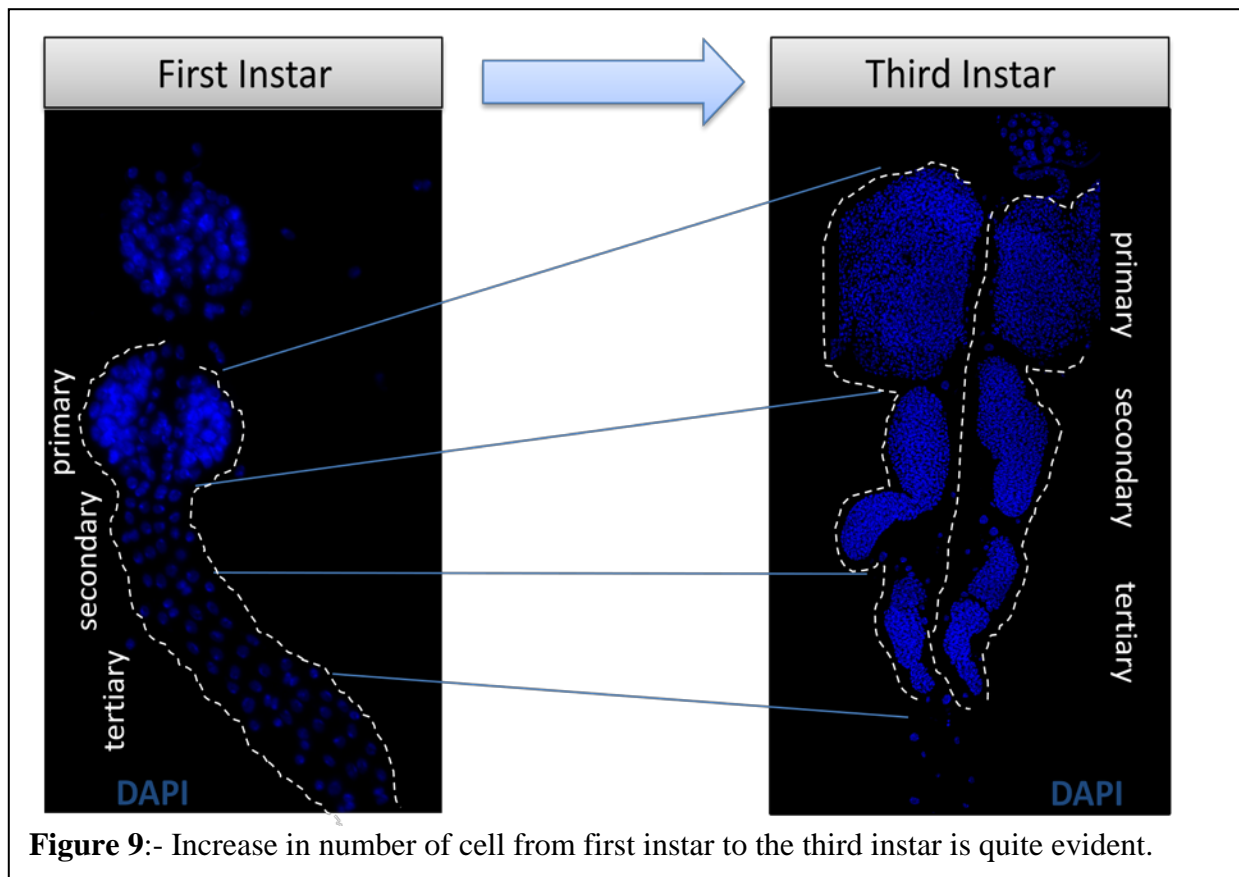 First Instar
Third Instar
primary
secondary
tertiary
DAPI
primary
secondary
tertiary
DAPI
Figure 9:- Increase in number of cell from first instar to the third instar is quite evident.